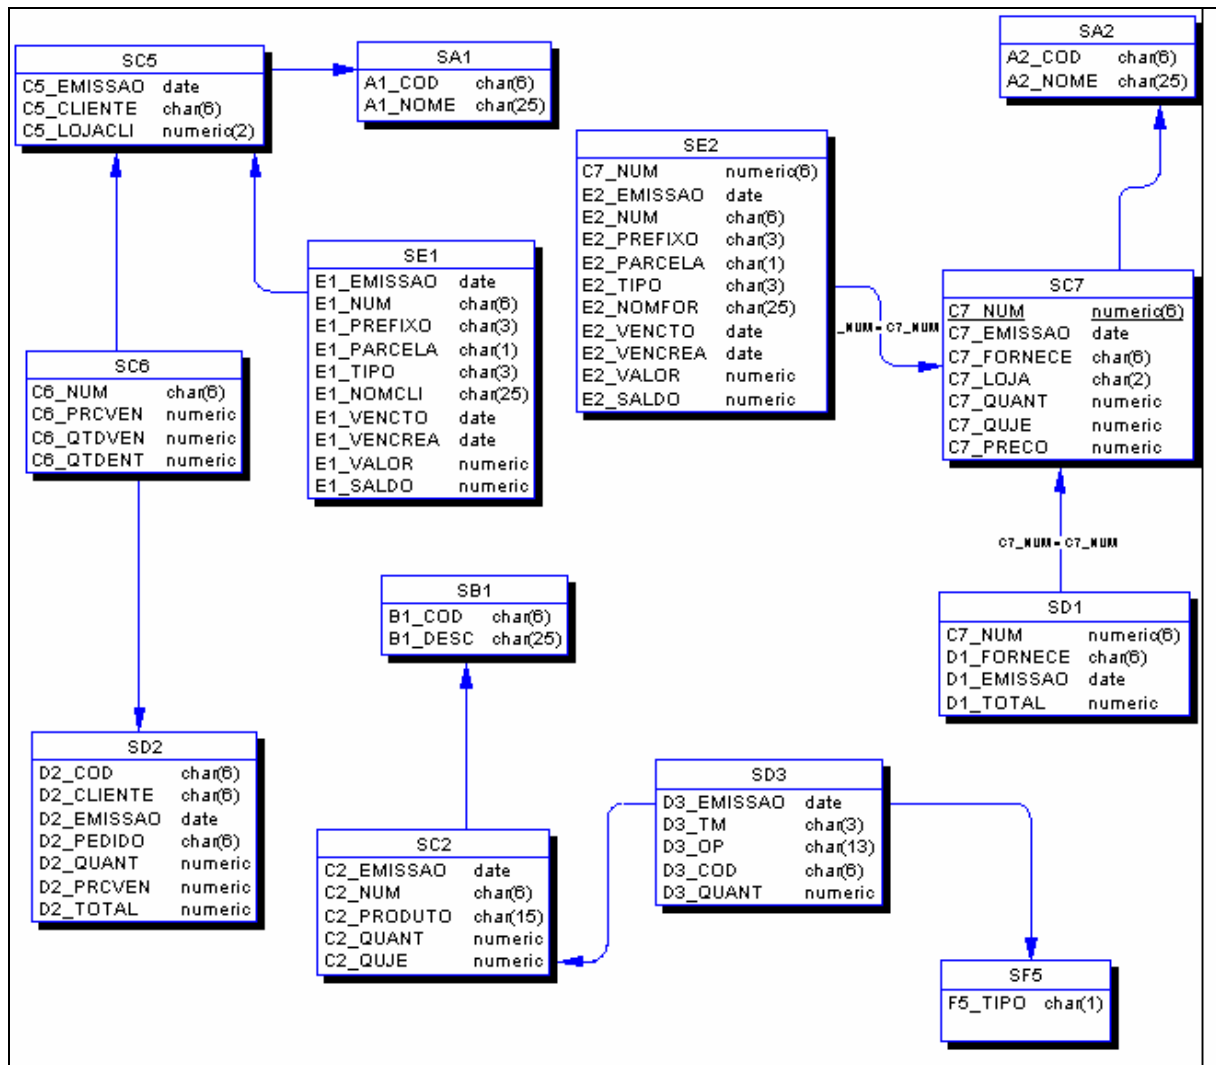 SC5
C5_EMISSAO date
C5_CLIENTE char(6)
C5_LOJACLI numeric(2)
SA1
A1_COD char(6)
A1_NOME char(25)
SA2
A2_COD char(6)
A2_NOME char(25)
SE2
C7_NUM numeric(6)
E2_EMISSAO date
E2_NUM char(6)
E2_PREFIXO char(3)
E2_PARCELA char(1)
E2_TIPO char(3)
E2_NOMFOR char(25)
E2_VENCTO date
E2_VENCREA date
E2_VALOR numeric
E2_SALDO numeric
_NUM = C7_NUM
SE1
E1_EMISSAO date
E1_NUM char(6)
E1_PREFIXO char(3)
E1_PARCELA char(1)
E1_TIPO char(3)
E1_NOMCLI char(25)
E1_VENCTO date
E1_VENCREA date
E1_VALOR numeric
E1_SALDO numeric
SC7
C7_NUM numeric(6)
C7_EMISSAO date
C7_FORNECE char(6)
C7_LOJA char(2)
C7_QUANT numeric
C7_QUJE numeric
C7_PRECO numeric
SC6
C6_NUM char(6)
C6_PRCVEN numeric
C6_QTDVEN numeric
C6_QTDENT numeric
C7_NUM = C7_NUM
SB1
B1_COD char(6)
B1_DESC char(25)
SD1
C7_NUM numeric(6)
D1_FORNECE char(6)
D1_EMISSAO date
D1_TOTAL numeric
SD2
D2_COD char(6)
D2_CLIENTE char(6)
D2_EMISSAO date
D2_PEDIDO char(6)
D2_QUANT numeric
D2_PRCVEN numeric
D2_TOTAL numeric
SC2
C2_EMISSAO date
C2_NUM char(6)
C2_PRODUTO char(15)
C2_QUANT numeric
C2_QUJE numeric
SD3
D3_EMISSAO date
D3_TM char(3)
D3_OP char(13)
D3_COD char(6)
D3_QUANT numeric
SF5
F5_TIPO char(1)